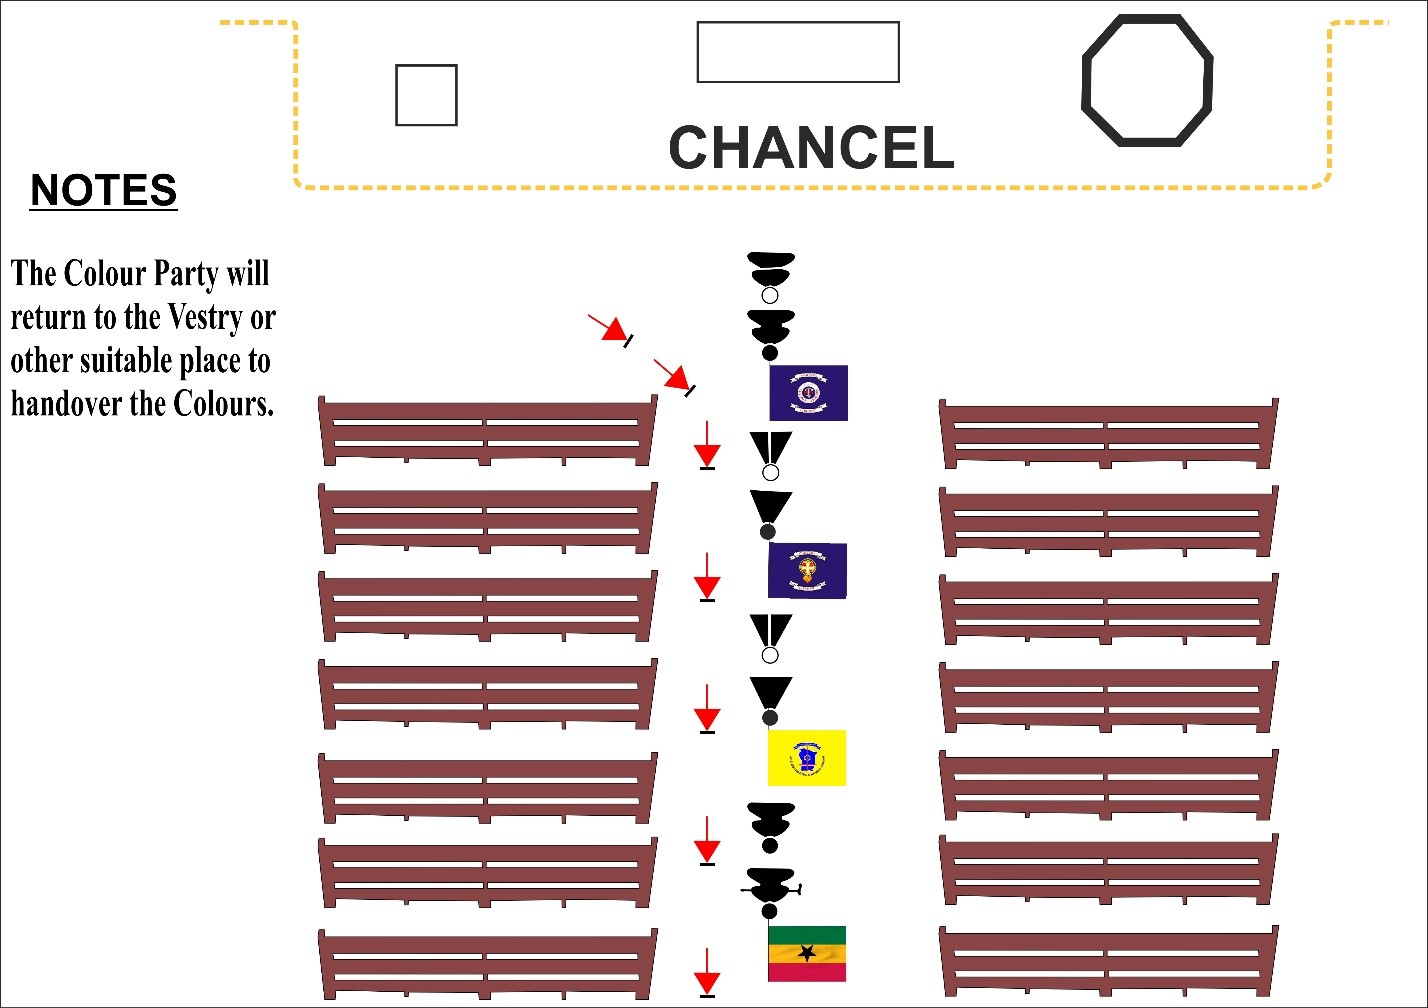 CHANCEL
NOTES
The Colour Party will
return to the Vestry or
other suitable place to
handover the Colours.